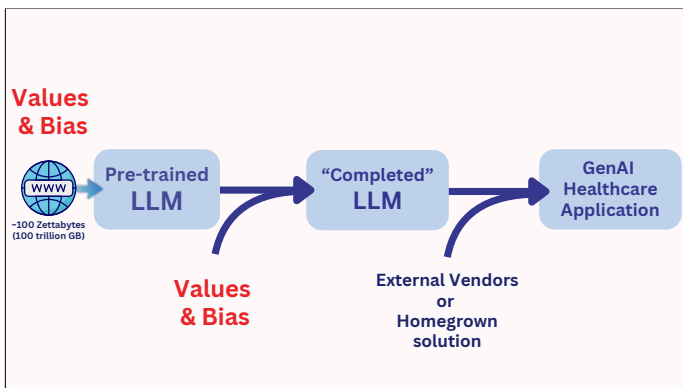 Values
& Bias
WWW
~100 Zettabytes
(100 trillion GB)
Pre-trained
LLM
Values
& Bias
“Completed”
LLM
External Vendors
or
Homegrown
solution
GenAI
Healthcare
Application